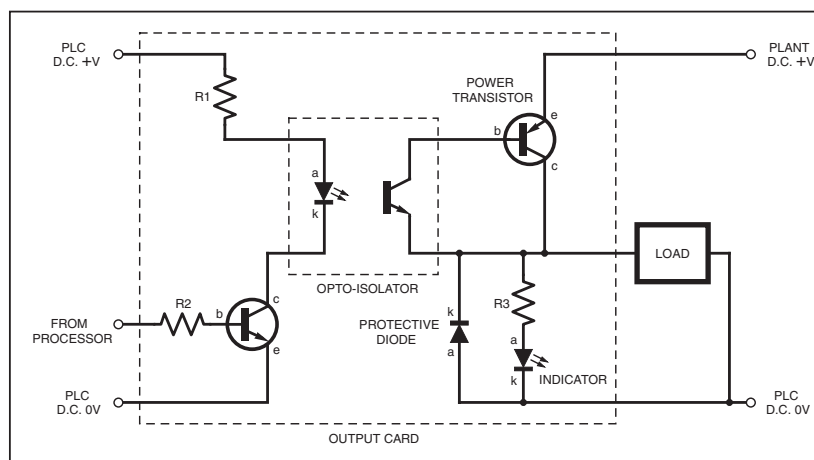 PLC
D.C. +V
PLANT
D.C. +V
R1
POWER
TRANSISTOR
e
b
c
a
k
LOAD
OPTO-ISOLATOR
R2
c
b
e
R3
k
a
PROTECTIVE
DIODE
a
k
INDICATOR
FROM
PROCESSOR
PLC
D.C. 0V
PLC
D.C. 0V
OUTPUT CARD